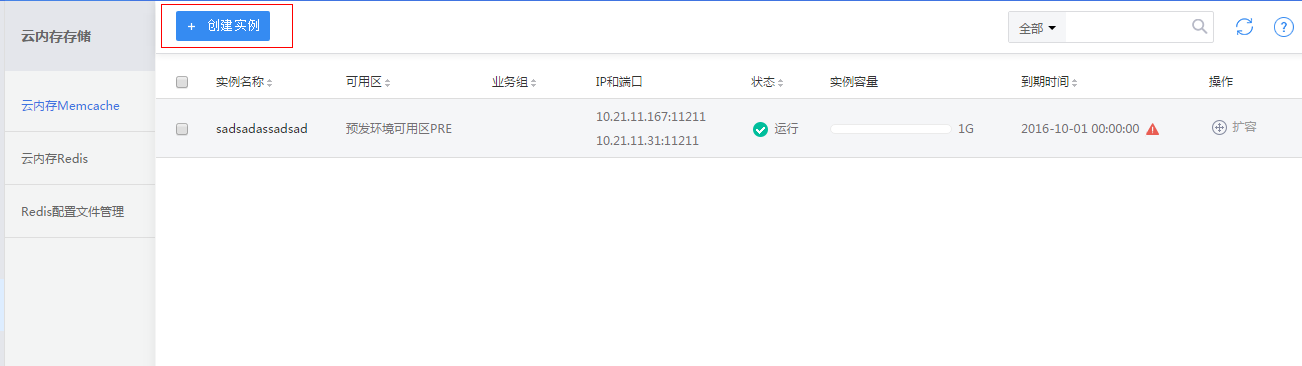 云内存存储
+ 创建实例
全部
云内存Memcache
云内存Redis
Redis配置文件管理
实例名称 可用区 业务组 IP和端口 状态 实例容量 到期时间 操作
sadsadassadsad 预发环境可用区PRE 10.21.11.167:11211 运行 1G 2016-10-01 00:00:00 扩容
10.21.11.31:11211